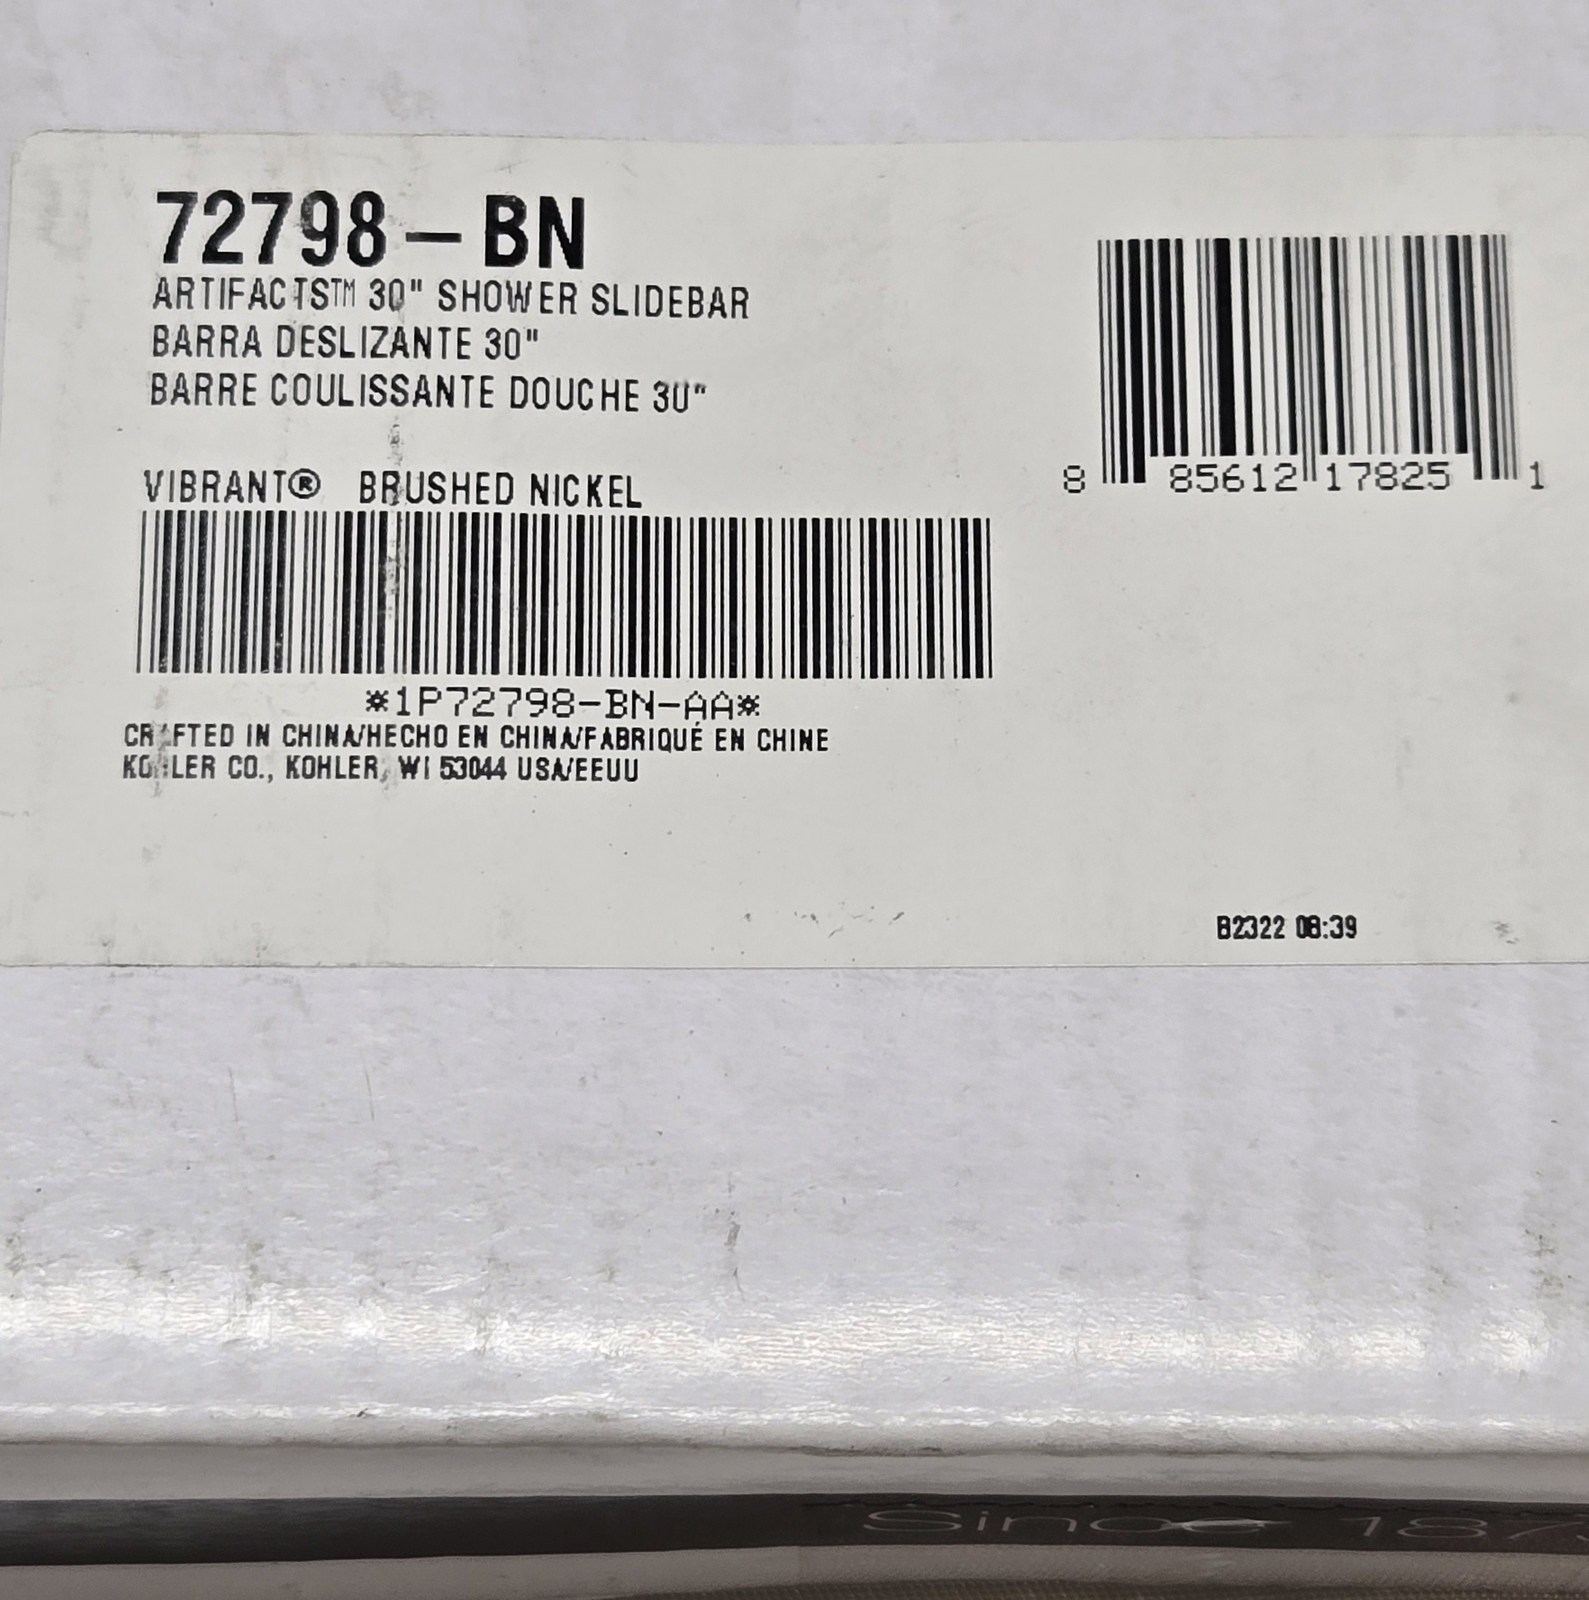 72798-BN
ARTIFACTS™ 30" SHOWER SLIDEBAR
BARRA DESLIZANTE 30"
BARRE COULISSANTE DOUCHE 30"
VIBRANT® BRUSHED NICKEL
*1P72798-BN-AA*
CRAFTED IN CHINA/HECHO EN CHINA/FABRIQUÉ EN CHINE
KOHLER CO., KOHLER, WI 53044 USA/EEUU
8 85612 17825 1
B2322 08:39
Since 187